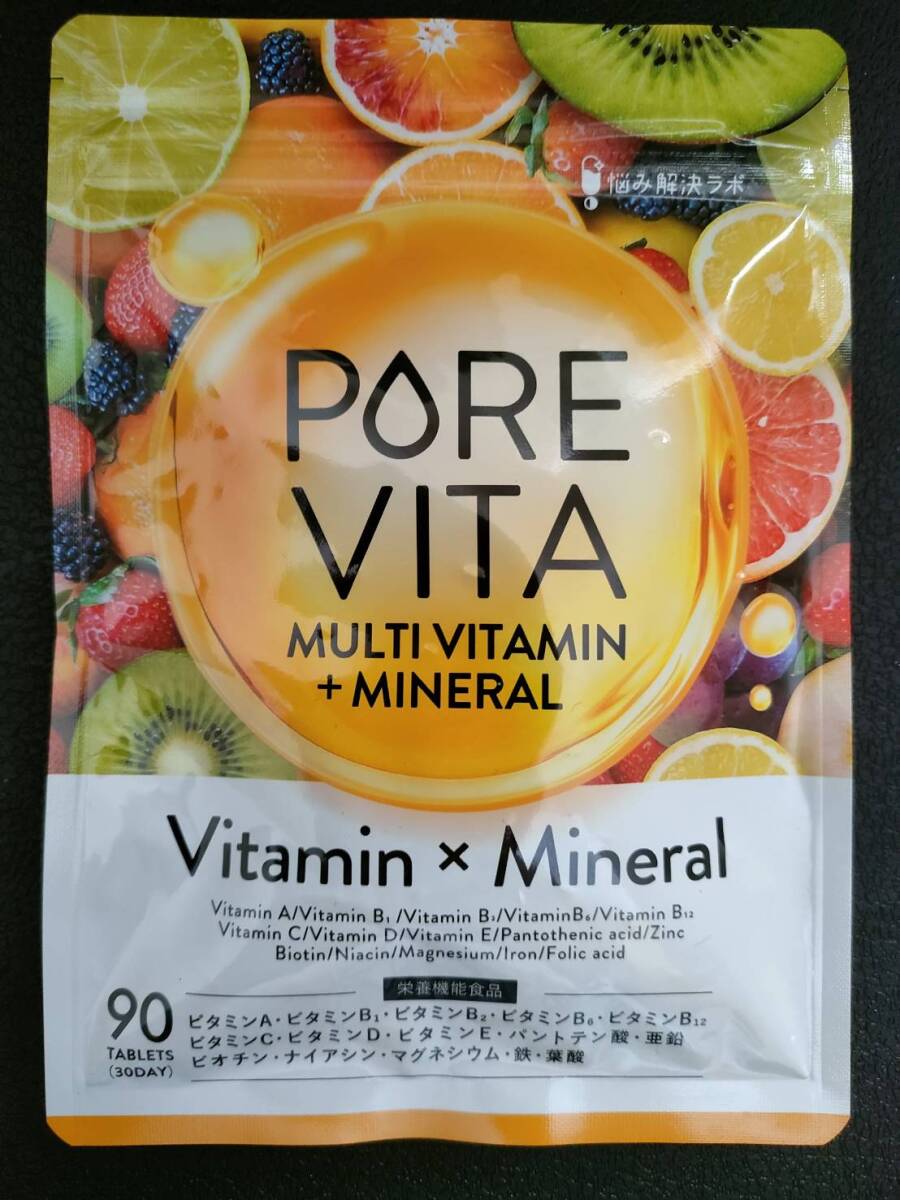 悩み解決ラボ
PORE
VITA
MULTI VITAMIN
+ MINERAL
Vitamin × Mineral
Vitamin A/Vitamin B₁ /Vitamin B₂/VitaminB₆/Vitamin B₁₂
Vitamin C/Vitamin D/Vitamin E/Pantothenic acid/Zinc
Biotin/Niacin/Magnesium/Iron/Folic acid
栄養機能食品
90
TABLETS
(30DAY)
ビタミンA・ビタミンB₁・ビタミンB₂・ビタミンB₆・ビタミンB₁₂
ビタミンC・ビタミンD・ビタミンE・パントテン酸・亜鉛
ビオチン・ナイアシン・マグネシウム・鉄・葉酸